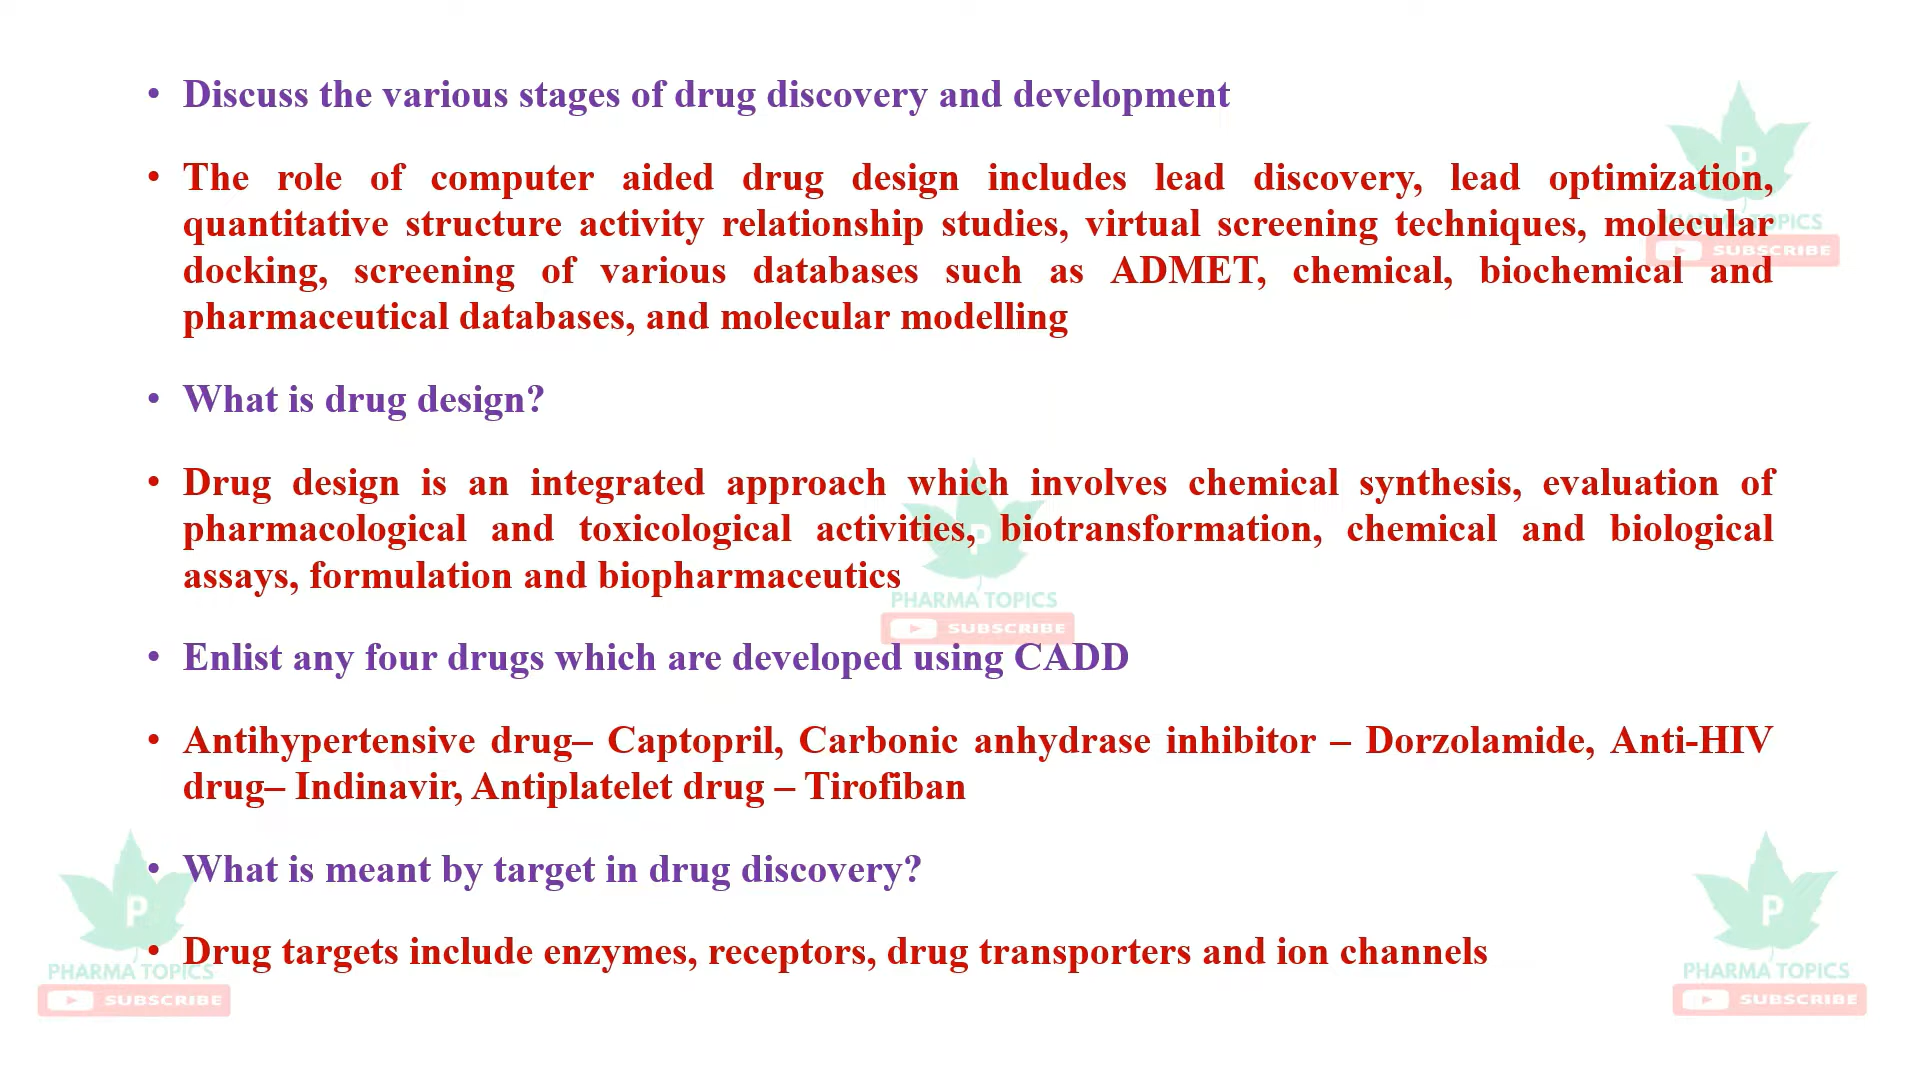 • Discuss the various stages of drug discovery and development
• The role of computer aided drug design includes lead discovery, lead optimization,
quantitative structure activity relationship studies, virtual screening techniques, molecular
docking, screening of various databases such as ADMET, chemical, biochemical and
pharmaceutical databases, and molecular modelling
• What is drug design?
• Drug design is an integrated approach which involves chemical synthesis, evaluation of
pharmacological and toxicological activities, biotransformation, chemical and biological
assays, formulation and biopharmaceutics
• Enlist any four drugs which are developed using CADD
• Antihypertensive drug– Captopril, Carbonic anhydrase inhibitor – Dorzolamide, Anti-HIV
drug– Indinavir, Antiplatelet drug – Tirofiban
• What is meant by target in drug discovery?
• Drug targets include enzymes, receptors, drug transporters and ion channels
P
PHARMA TOPICS
SUBSCRIBE
P
PHARMA TOPICS
SUBSCRIBE
P
PHARMA TOPICS
SUBSCRIBE
P
PHARMA TOPICS
SUBSCRIBE